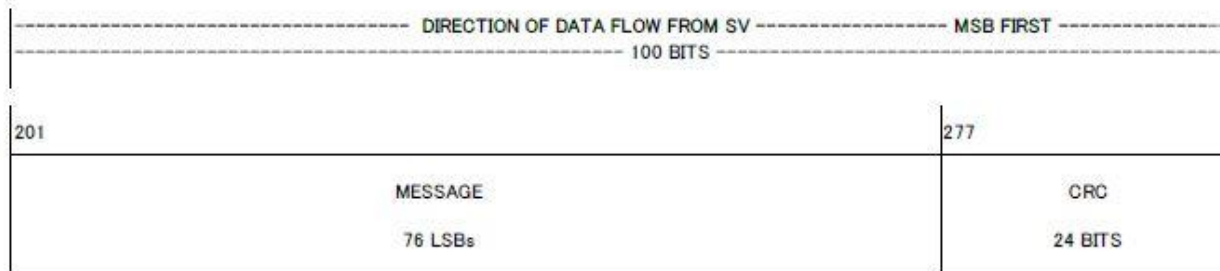 DIRECTION OF DATA FLOW FROM SV MSB FIRST
100 BITS
201 277
MESSAGE CRC
76 LSBs 24 BITS